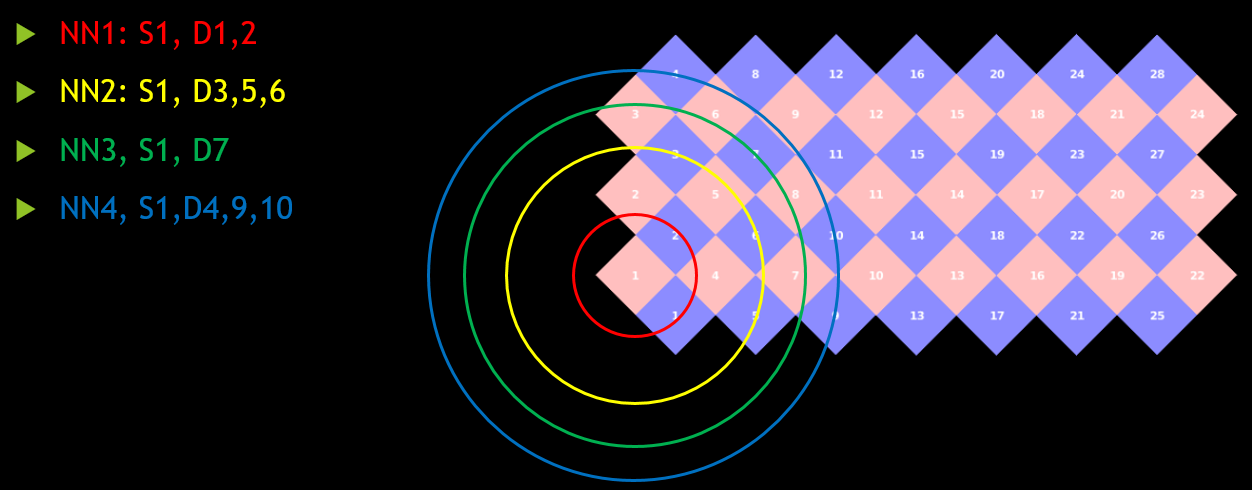 NN1: S1, D1,2
NN2: S1, D3,5,6
NN3, S1, D7
NN4, S1,D4,9,10
4 8 12 16 20 24 28
3 6 9 12 15 18 21 24
3 7 11 15 19 23 27
2 5 8 11 14 17 20 23
2 6 10 14 18 22 26
1 4 7 10 13 16 19 22
1 5 9 13 17 21 25